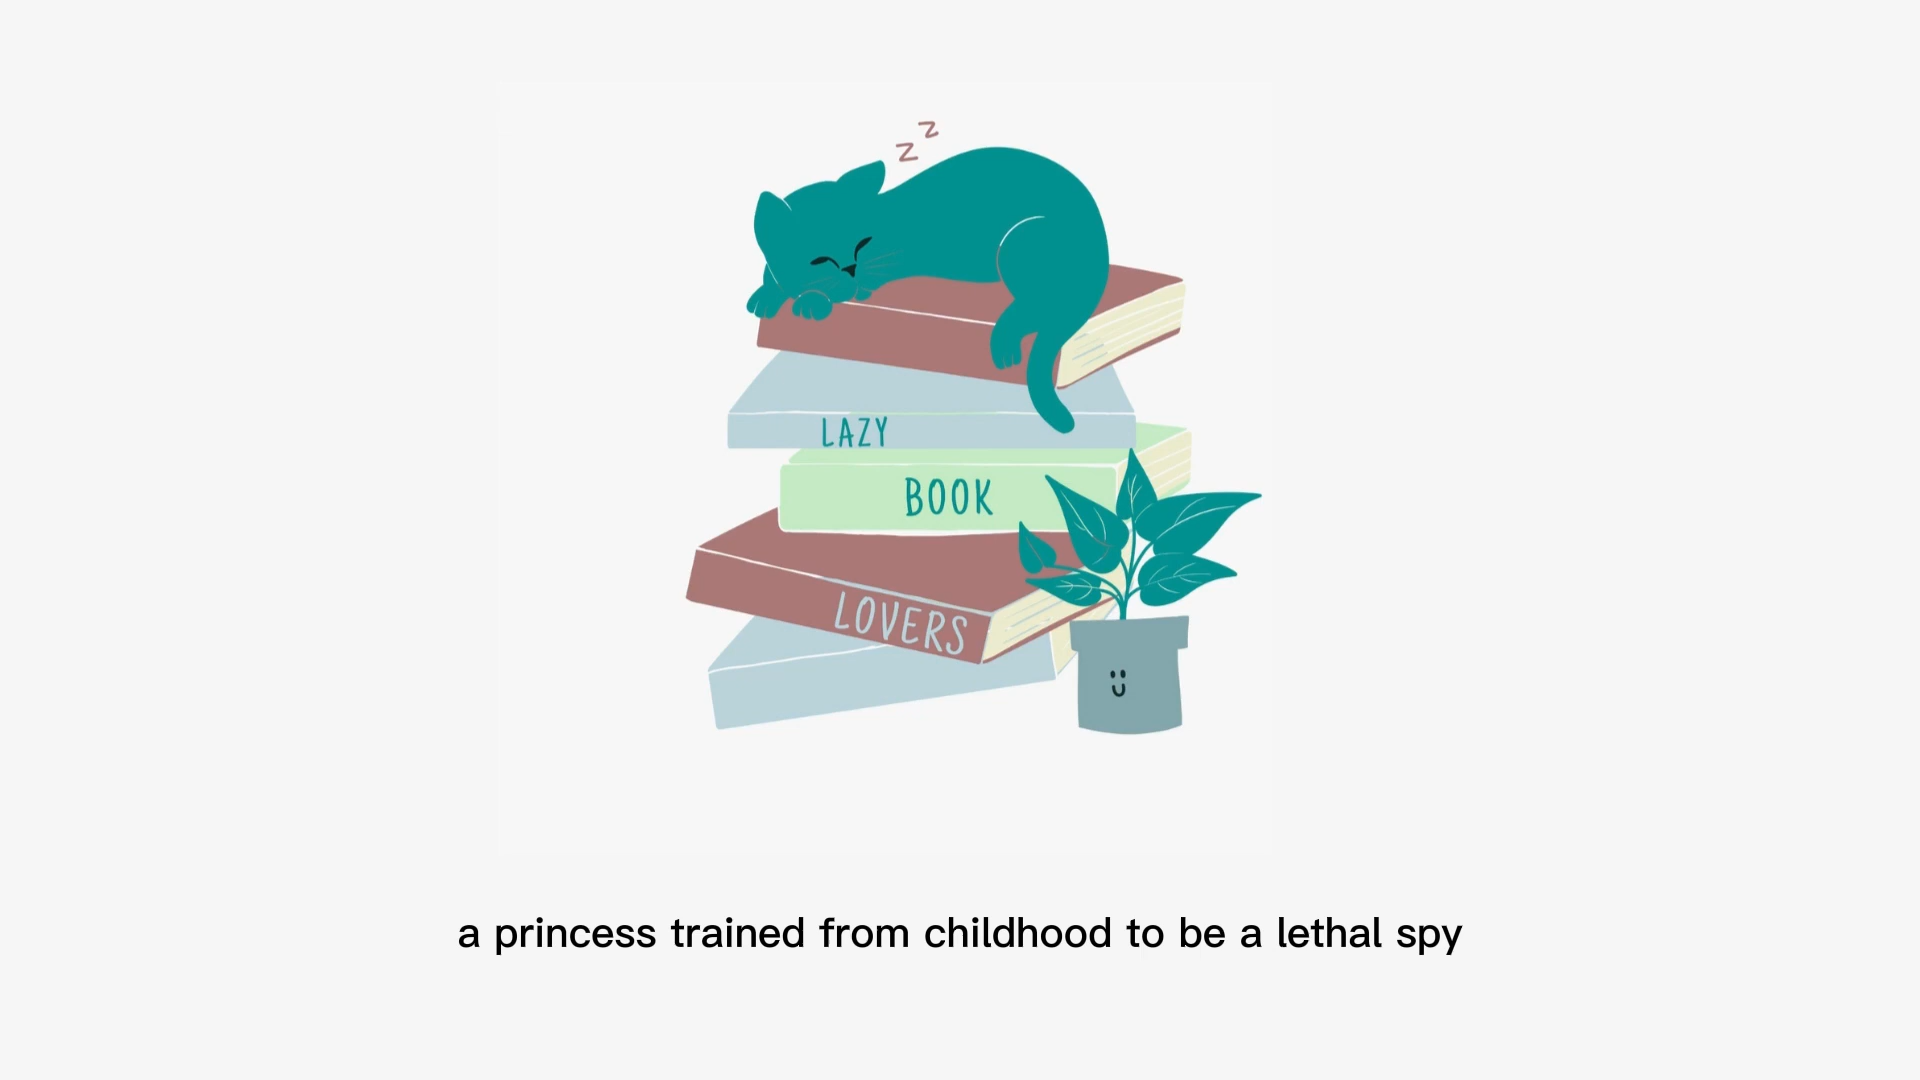 z
z
LAZY
BOOK
LOVERS
a princess trained from childhood to be a lethal spy